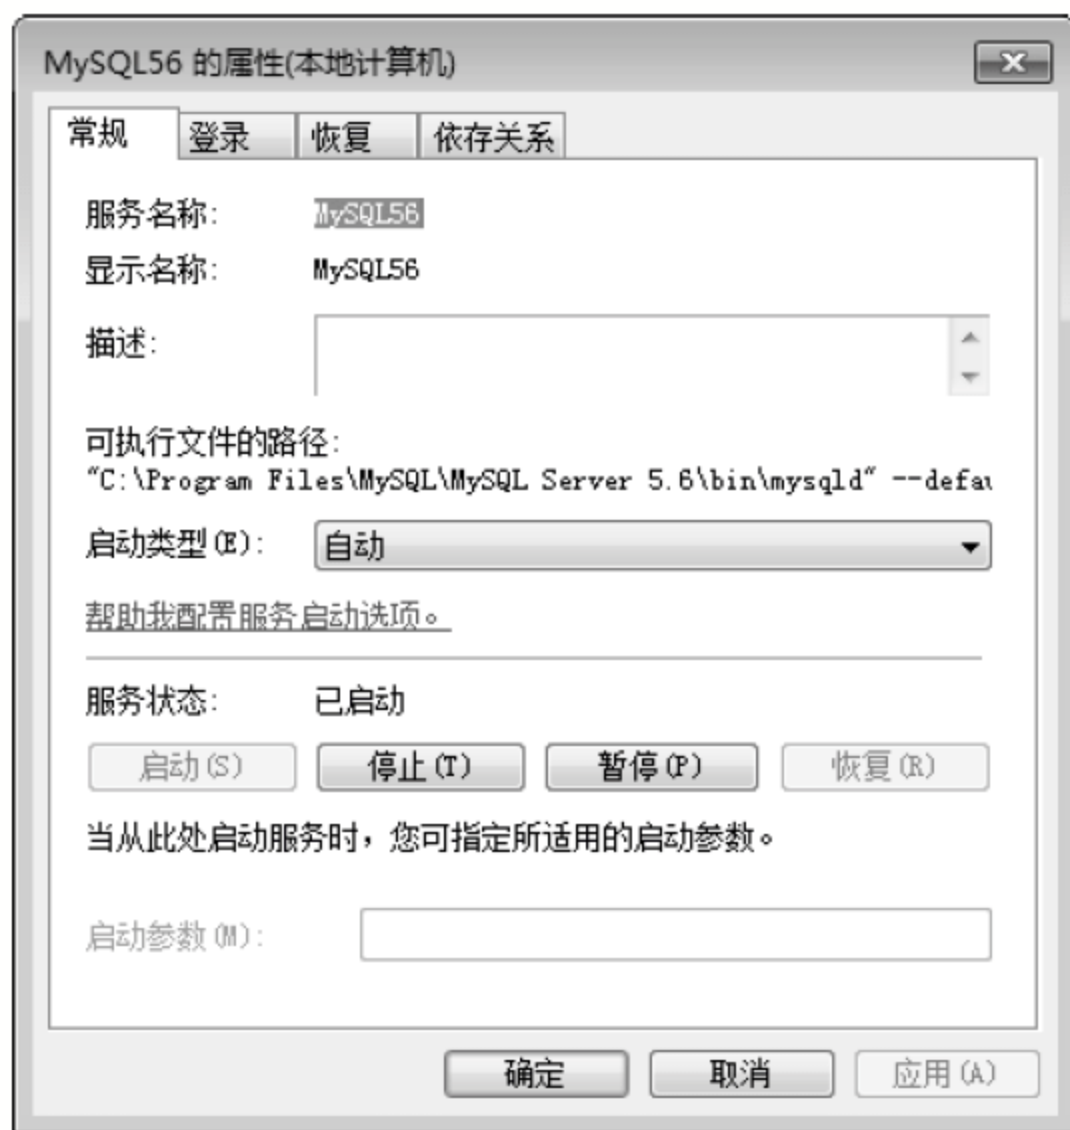 MySQL56 的属性(本地计算机)
常规 登录 恢复 依存关系
服务名称: MySQL56
显示名称: MySQL56
描述:
可执行文件的路径:
"C:\Program Files\MySQL\MySQL Server 5.6\bin\mysqld" --defau
启动类型(E): 自动
帮助我配置服务启动选项。
服务状态: 已启动
启动(S) 停止(T) 暂停(P) 恢复(R)
当从此处启动服务时，您可指定所适用的启动参数。
启动参数(M):
确定 取消 应用(A)